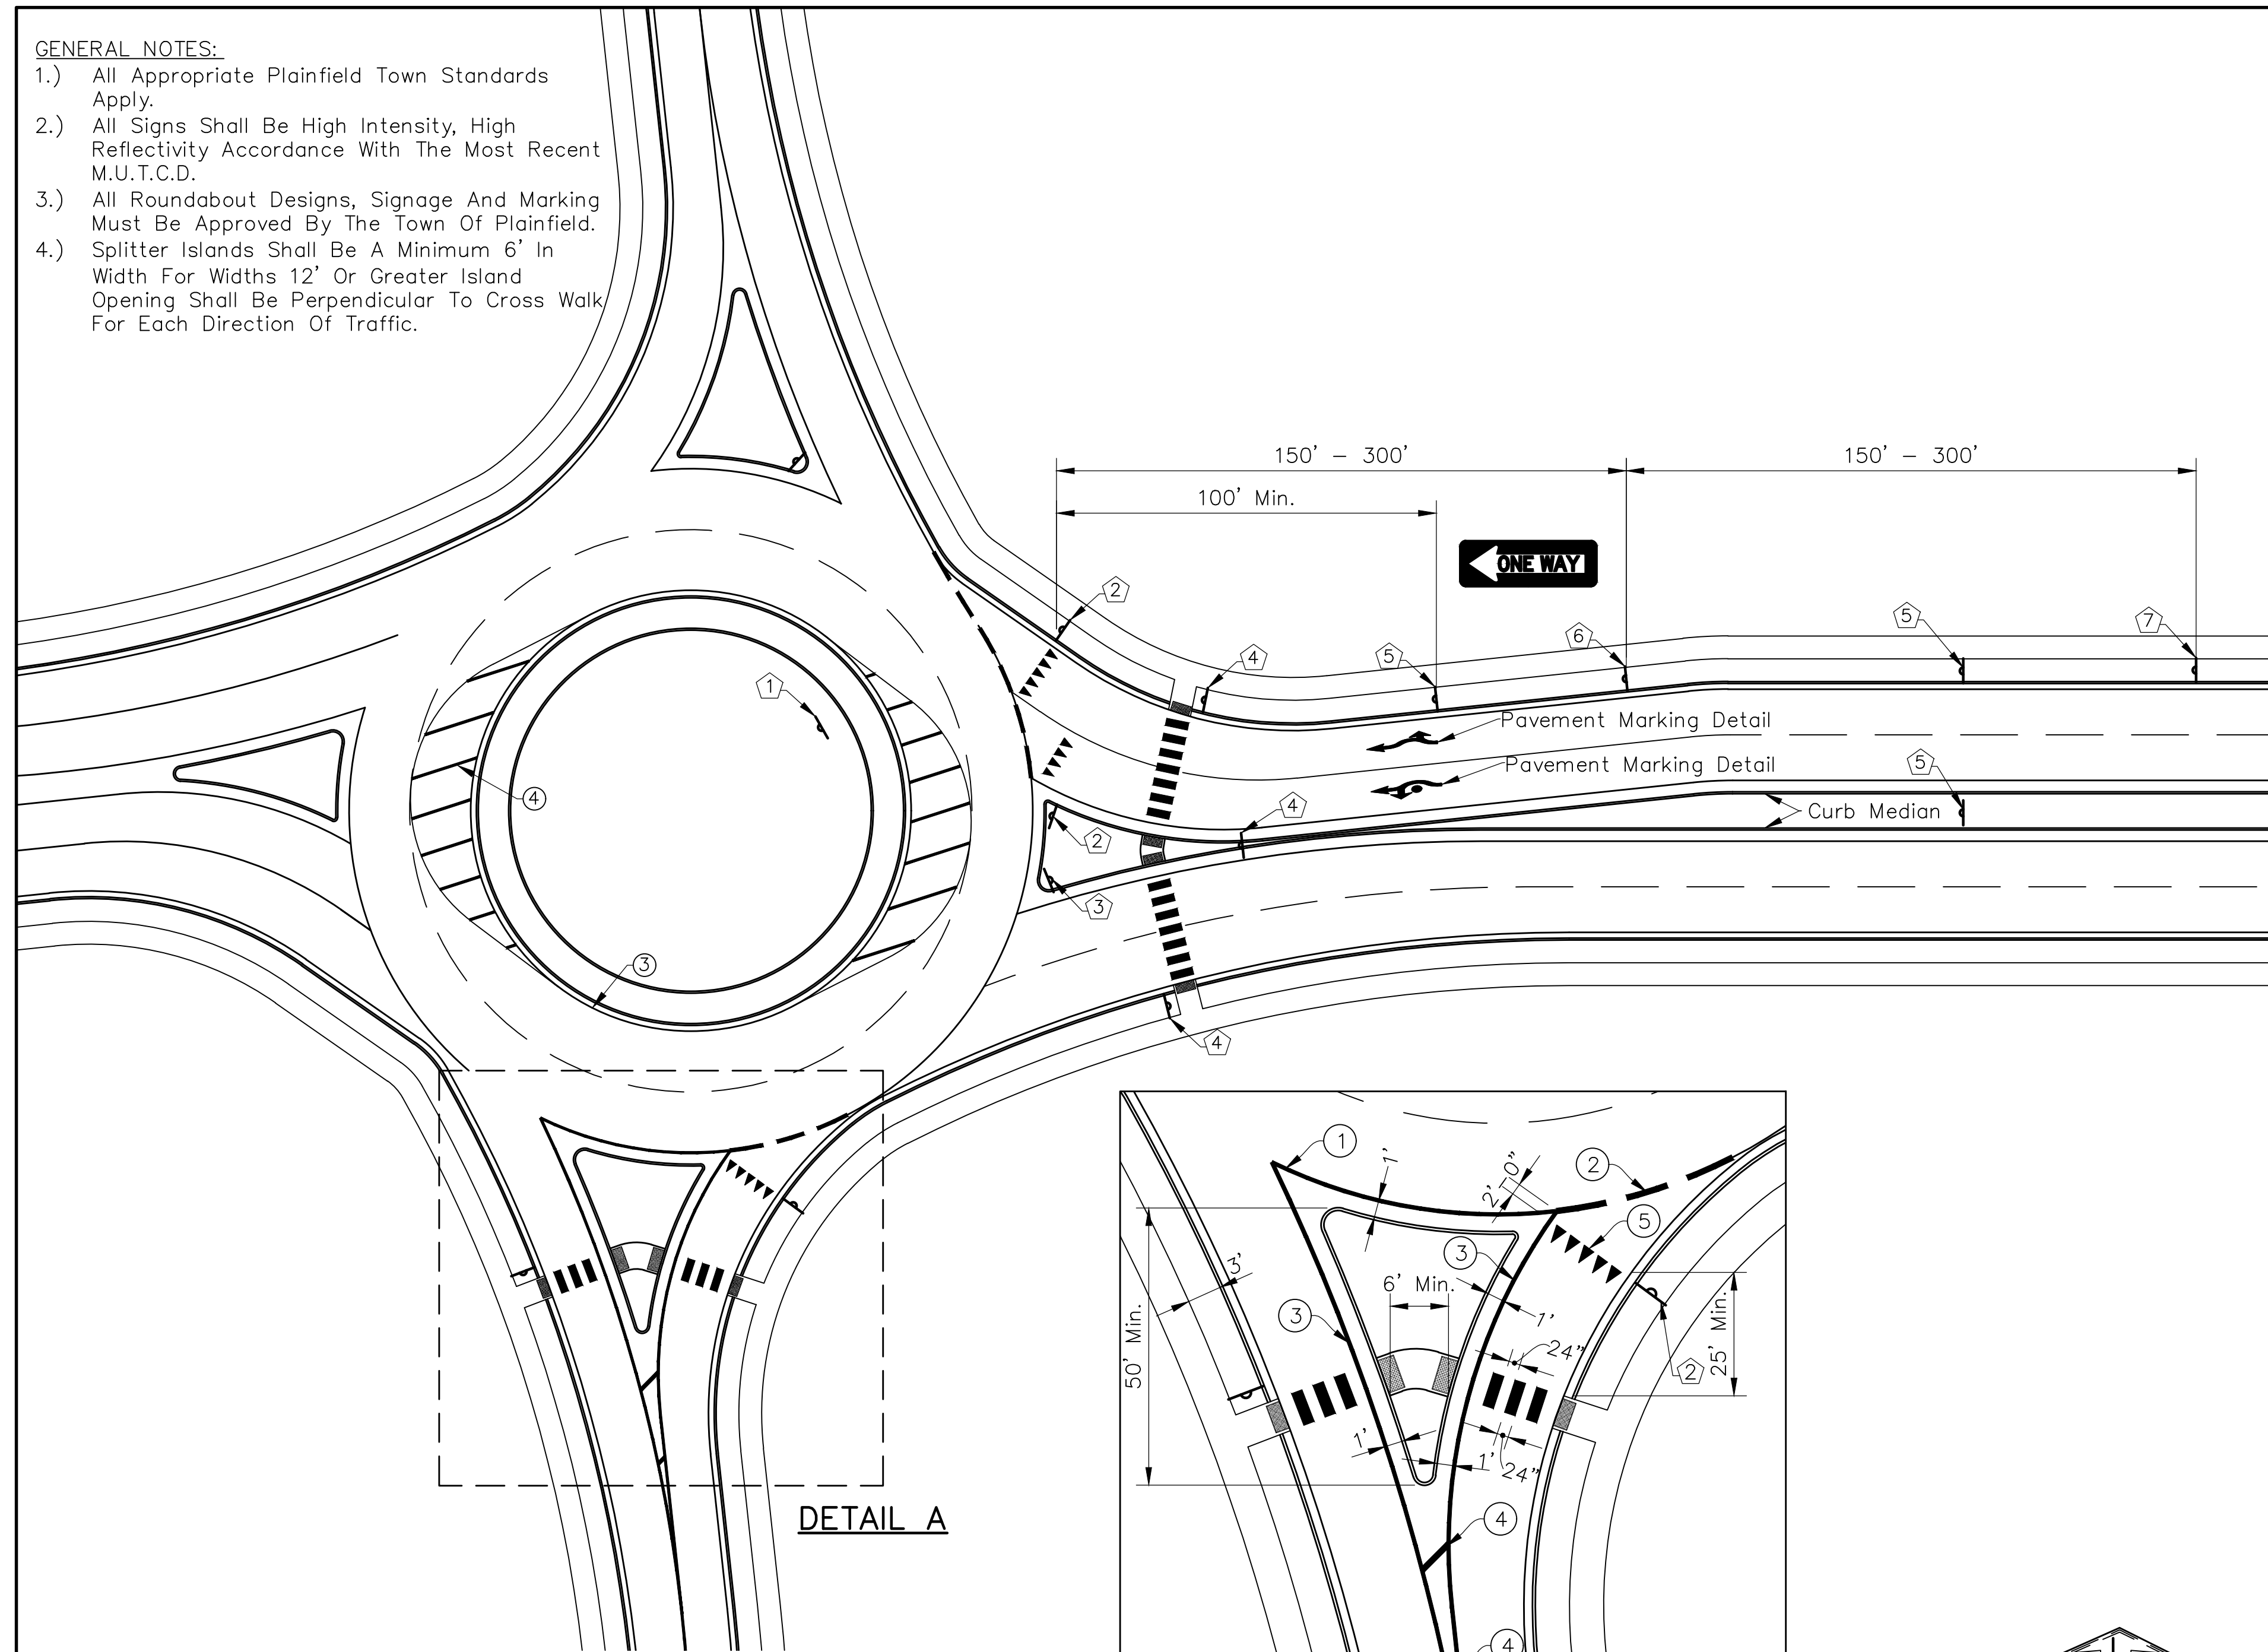 GENERAL NOTES:
1.) All Appropriate Plainfield Town Standards
Apply.
2.) All Signs Shall Be High Intensity, High
Reflectivity Accordance With The Most Recent
M.U.T.C.D.
3.) All Roundabout Designs, Signage And Marking
Must Be Approved By The Town Of Plainfield.
4.) Splitter Islands Shall Be A Minimum 6' In
Width For Widths 12' Or Greater Island
Opening Shall Be Perpendicular To Cross Walk
For Each Direction Of Traffic.
150' – 300'
150' – 300'
100' Min.
ONE WAY
2
5
7
6
4
5
1
Pavement Marking Detail
Pavement Marking Detail
5
4
4
Curb Median
2
3
3
4
1
1'
2'-0"
2
5
3
3'
6' Min.
3
1'
24"
50' Min.
25' Min.
2
1'
1'
24"
4
DETAIL A
4